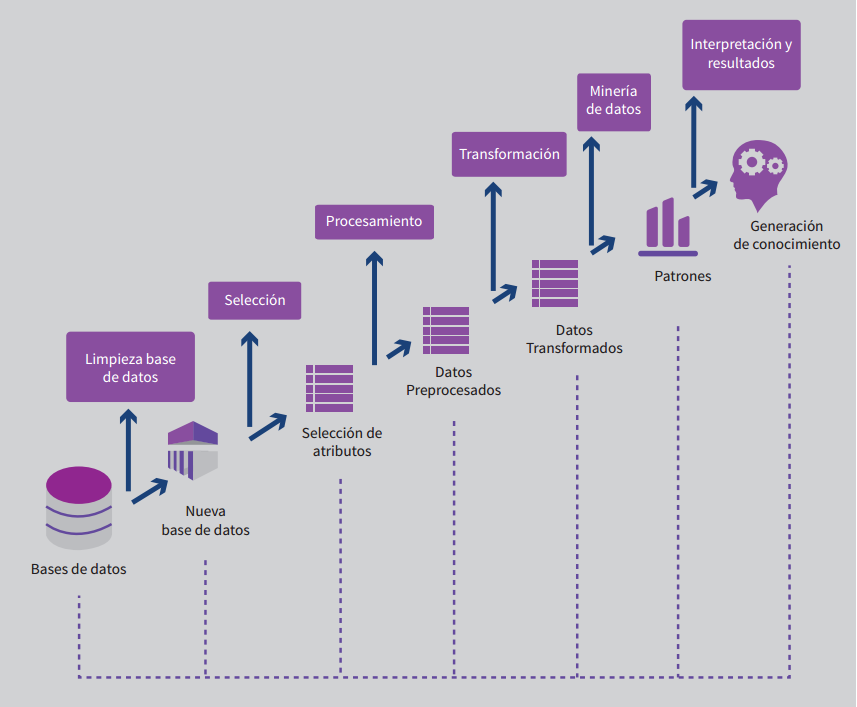 Interpretación y
resultados
Minería
de datos
Transformación
Procesamiento
Selección
Limpieza base
de datos
Bases de datos
Nueva
base de datos
Selección de
atributos
Datos
Preprocesados
Datos
Transformados
Patrones
Generación
de conocimiento